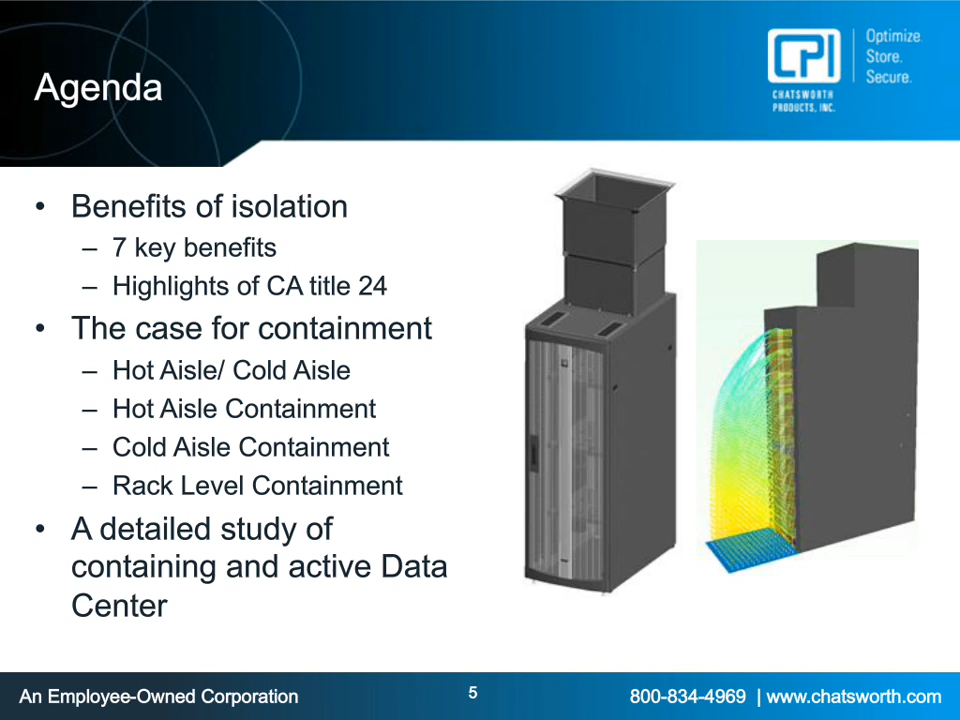 Agenda
CPI
CHATSWORTH
PRODUCTS, INC.
Optimize.
Store.
Secure.
• Benefits of isolation
– 7 key benefits
– Highlights of CA title 24
• The case for containment
– Hot Aisle/ Cold Aisle
– Hot Aisle Containment
– Cold Aisle Containment
– Rack Level Containment
• A detailed study of
containing and active Data
Center
An Employee-Owned Corporation
5
800-834-4969 | www.chatsworth.com